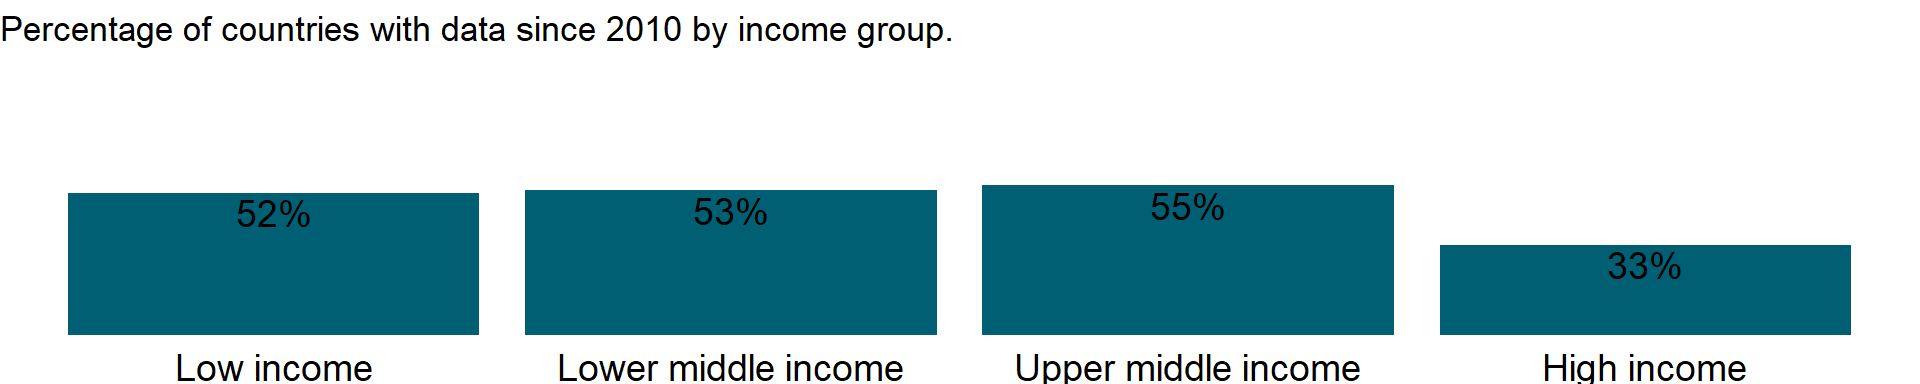 Percentage of countries with data since 2010 by income group.
52% 53% 55% 33%
Low income Lower middle income Upper middle income High income